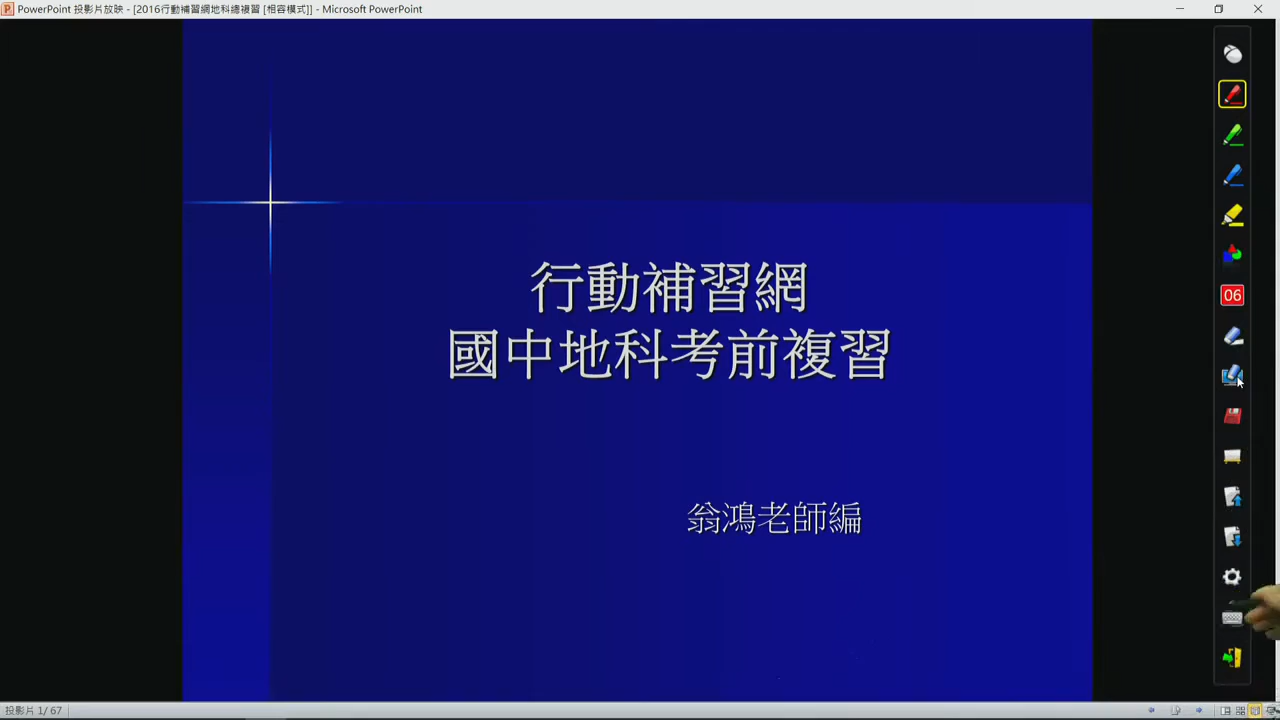 PowerPoint 投影片放映 - [2016行動補習網地科總複習 [相容模式]] - Microsoft PowerPoint
行動補習網
國中地科考前複習
翁鴻老師編
06
投影片 1/ 67